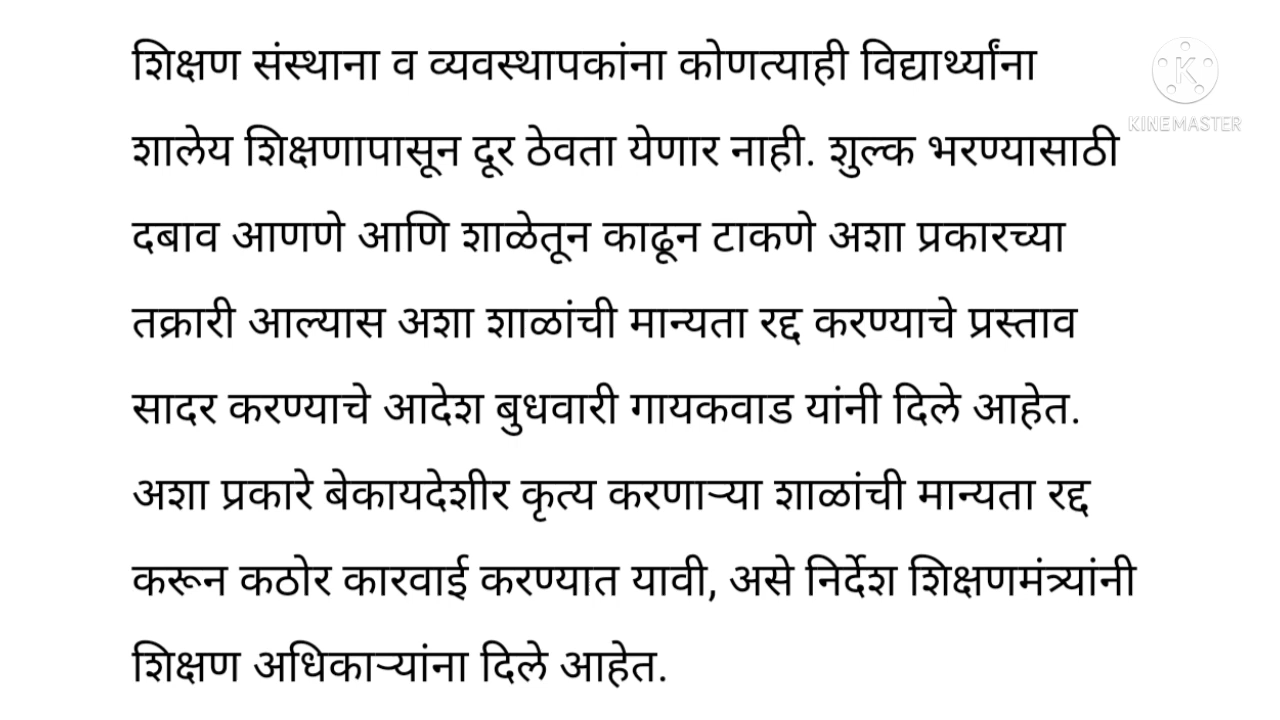 शिक्षण संस्थाना व व्यवस्थापकांना कोणत्याही विद्यार्थ्यांना
शालेय शिक्षणापासून दूर ठेवता येणार नाही. शुल्क भरण्यासाठी
दबाव आणणे आणि शाळेतून काढून टाकणे अशा प्रकारच्या
तक्रारी आल्यास अशा शाळांची मान्यता रद्द करण्याचे प्रस्ताव
सादर करण्याचे आदेश बुधवारी गायकवाड यांनी दिले आहेत.
अशा प्रकारे बेकायदेशीर कृत्य करणाऱ्या शाळांची मान्यता रद्द
करून कठोर कारवाई करण्यात यावी, असे निर्देश शिक्षणमंत्र्यांनी
शिक्षण अधिकाऱ्यांना दिले आहेत.
K
KINEMASTER